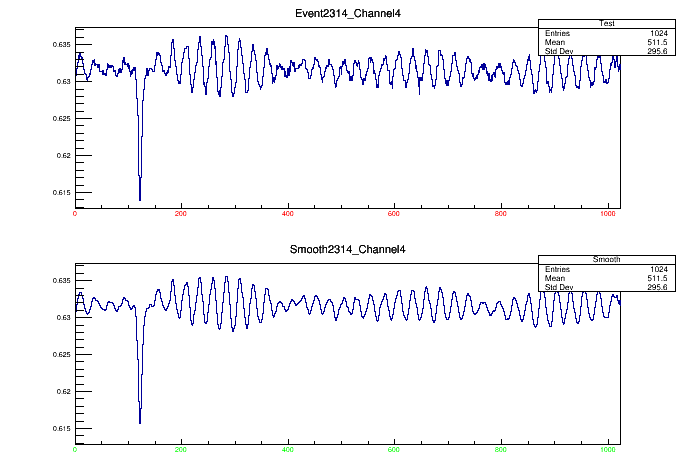 Event2314_Channel4
Test
Entries 1024
Mean 511.5
Std Dev 295.6
0.635
0.63
0.625
0.62
0.615
0 200 400 600 800 1000
Smooth2314_Channel4
Smooth
Entries 1024
Mean 511.5
Std Dev 295.6
0.635
0.63
0.625
0.62
0.615
0 200 400 600 800 1000